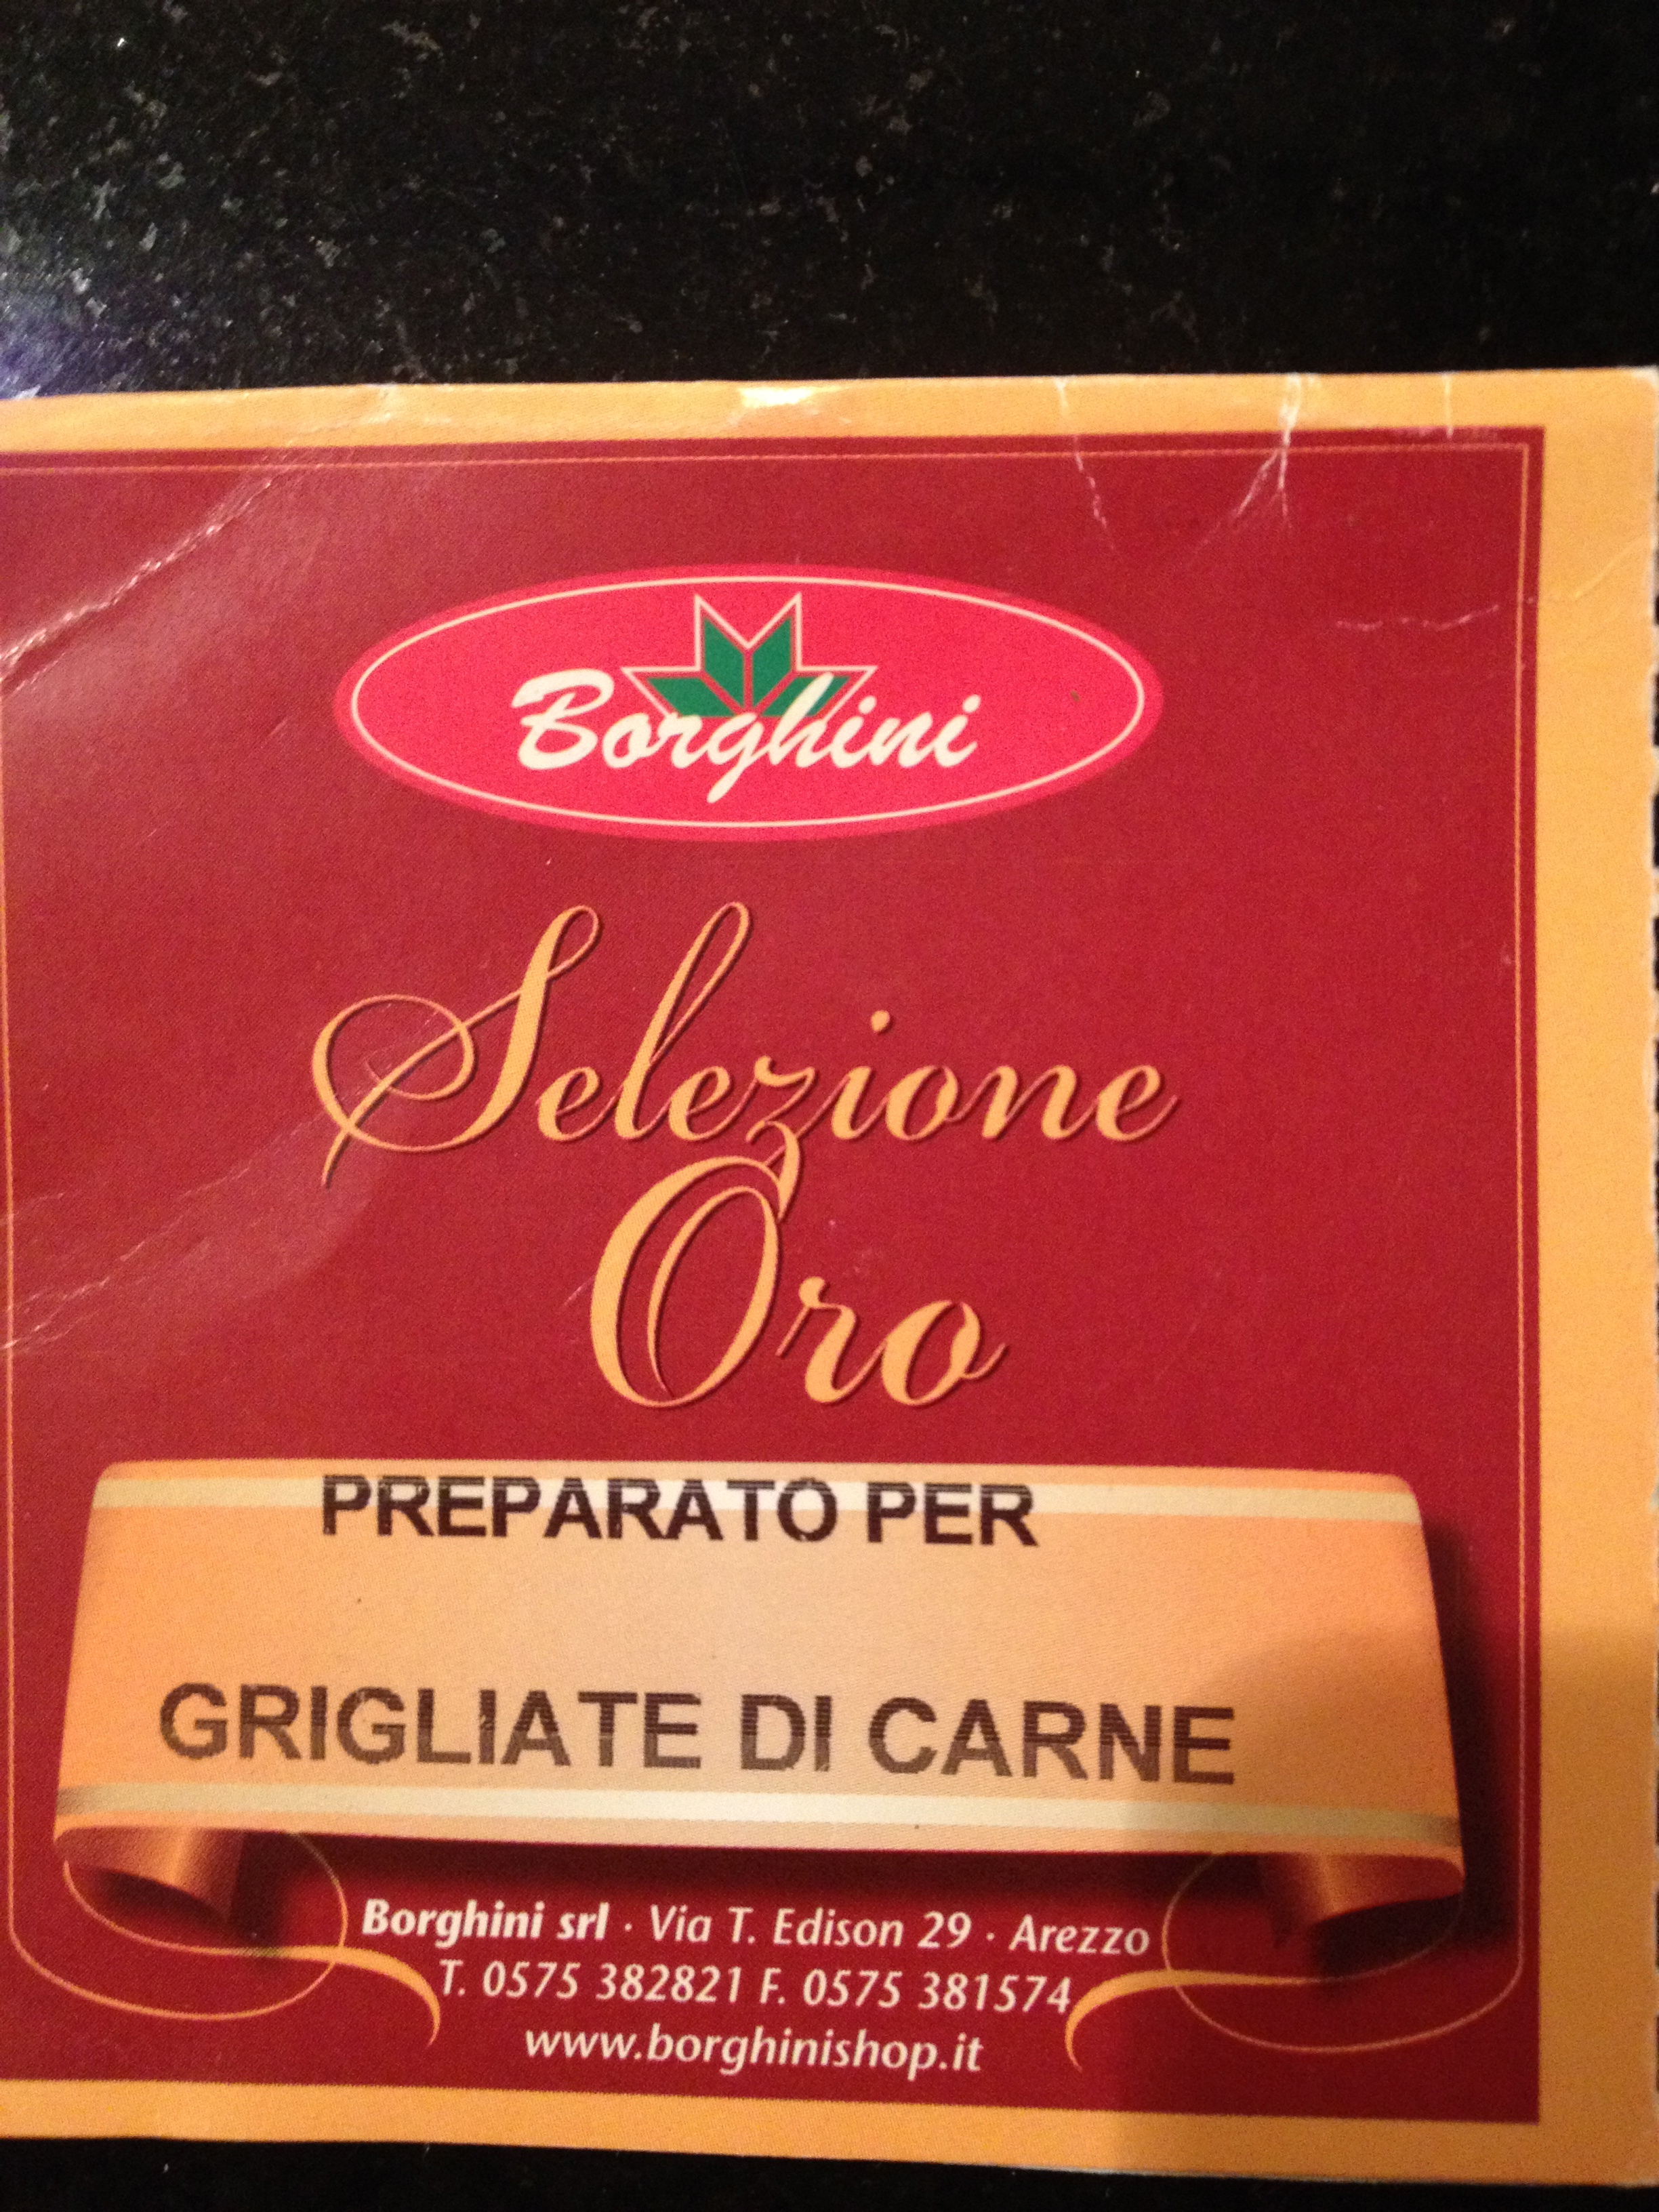 Borghini
Selezione
Oro
PREPARATO PER
GRIGLIATE DI CARNE
Borghini srl · Via T. Edison 29 · Arezzo
T. 0575 382821 F. 0575 381574
www.borghinishop.it